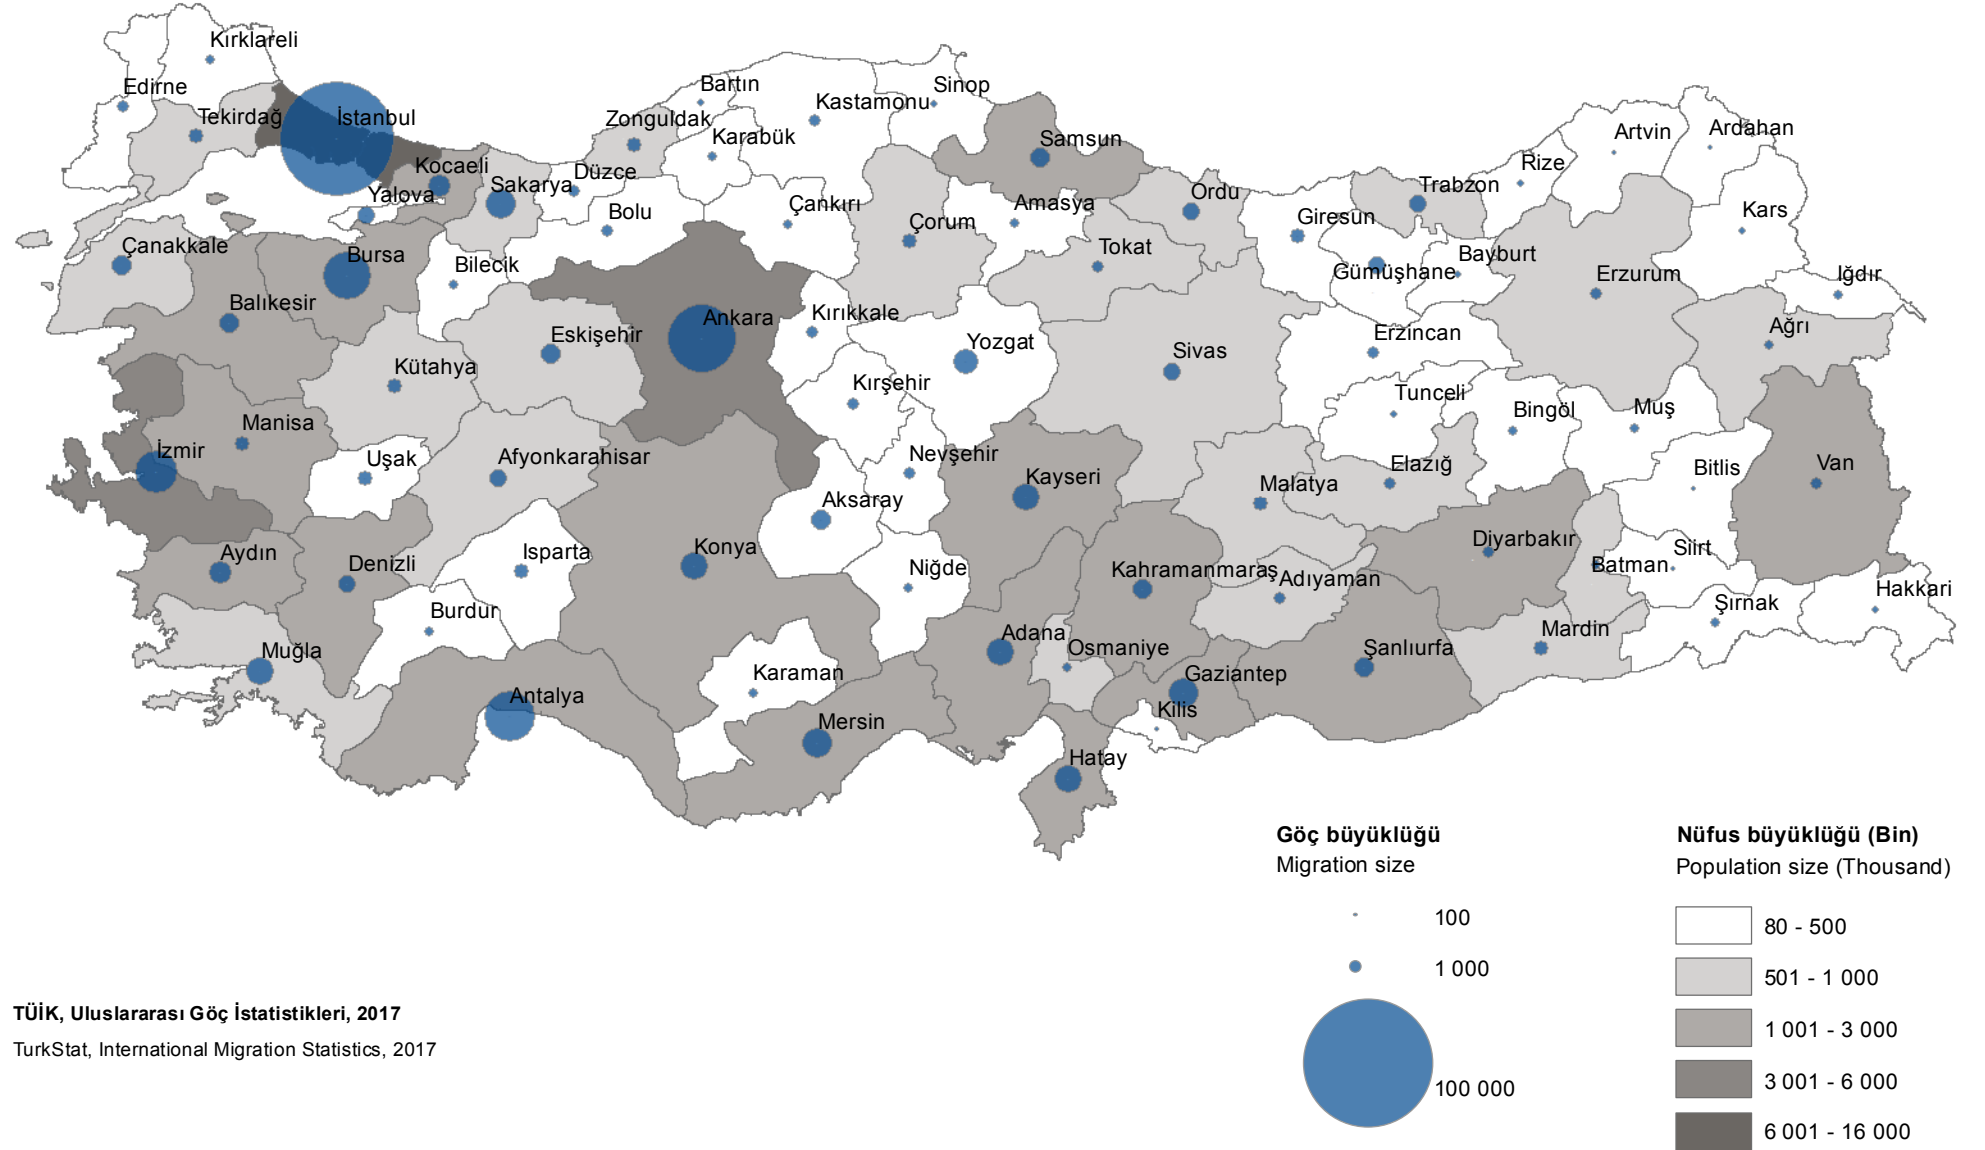 Kırklareli
Edirne
Tekirdağ
İstanbul
Kocaeli
Yalova
Sakarya
Düzce
Bolu
Zonguldak
Bartın
Karabük
Kastamonu
Sinop
Samsun
Çankırı
Çorum
Amasya
Tokat
Ordu
Giresun
Trabzon
Rize
Artvin
Ardahan
Kars
Gümüşhane
Bayburt
Erzurum
Iğdır
Ağrı
Çanakkale
Balıkesir
Bursa
Bilecik
Eskişehir
Kütahya
Ankara
Kırıkkale
Kırşehir
Yozgat
Sivas
Erzincan
Tunceli
Bingöl
Muş
Bitlis
Van
Manisa
İzmir
Uşak
Afyonkarahisar
Nevşehir
Aksaray
Kayseri
Malatya
Elazığ
Diyarbakır
Batman
Siirt
Şırnak
Hakkari
Aydın
Denizli
Isparta
Burdur
Konya
Niğde
Kahramanmaraş
Adıyaman
Mardin
Şanlıurfa
Muğla
Antalya
Karaman
Mersin
Adana
Osmaniye
Gaziantep
Kilis
Hatay
Göç büyüklüğü
Migration size
100
1 000
100 000
Nüfus büyüklüğü (Bin)
Population size (Thousand)
80 - 500
501 - 1 000
1 001 - 3 000
3 001 - 6 000
6 001 - 16 000
TÜİK, Uluslararası Göç İstatistikleri, 2017
TurkStat, International Migration Statistics, 2017